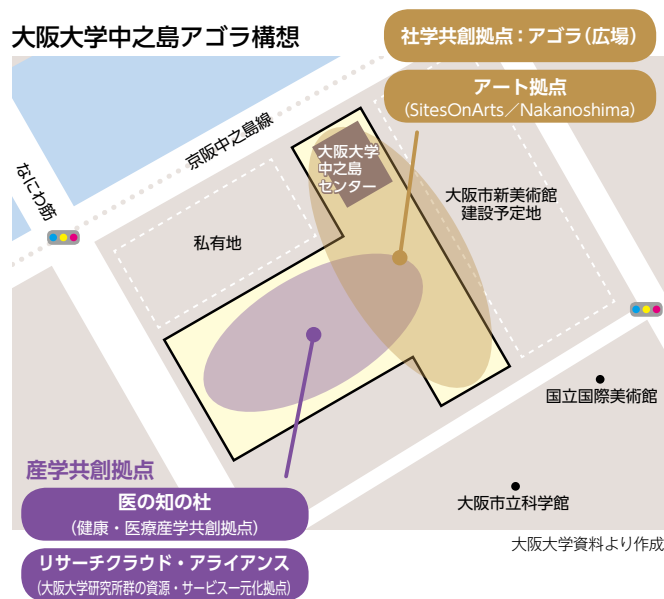 大阪大学中之島アゴラ構想
社学共創拠点：アゴラ（広場）
アート拠点
（SitesOnArts／Nakanoshima）
京阪中之島線
なにわ筋
大阪大学
中之島
センター
大阪市新美術館
建設予定地
私有地
国立国際美術館
大阪市立科学館
産学共創拠点
医の知の杜
（健康・医療産学共創拠点）
リサーチクラウド・アライアンス
（大阪大学研究所群の資源・サービス一元化拠点）
大阪大学資料より作成